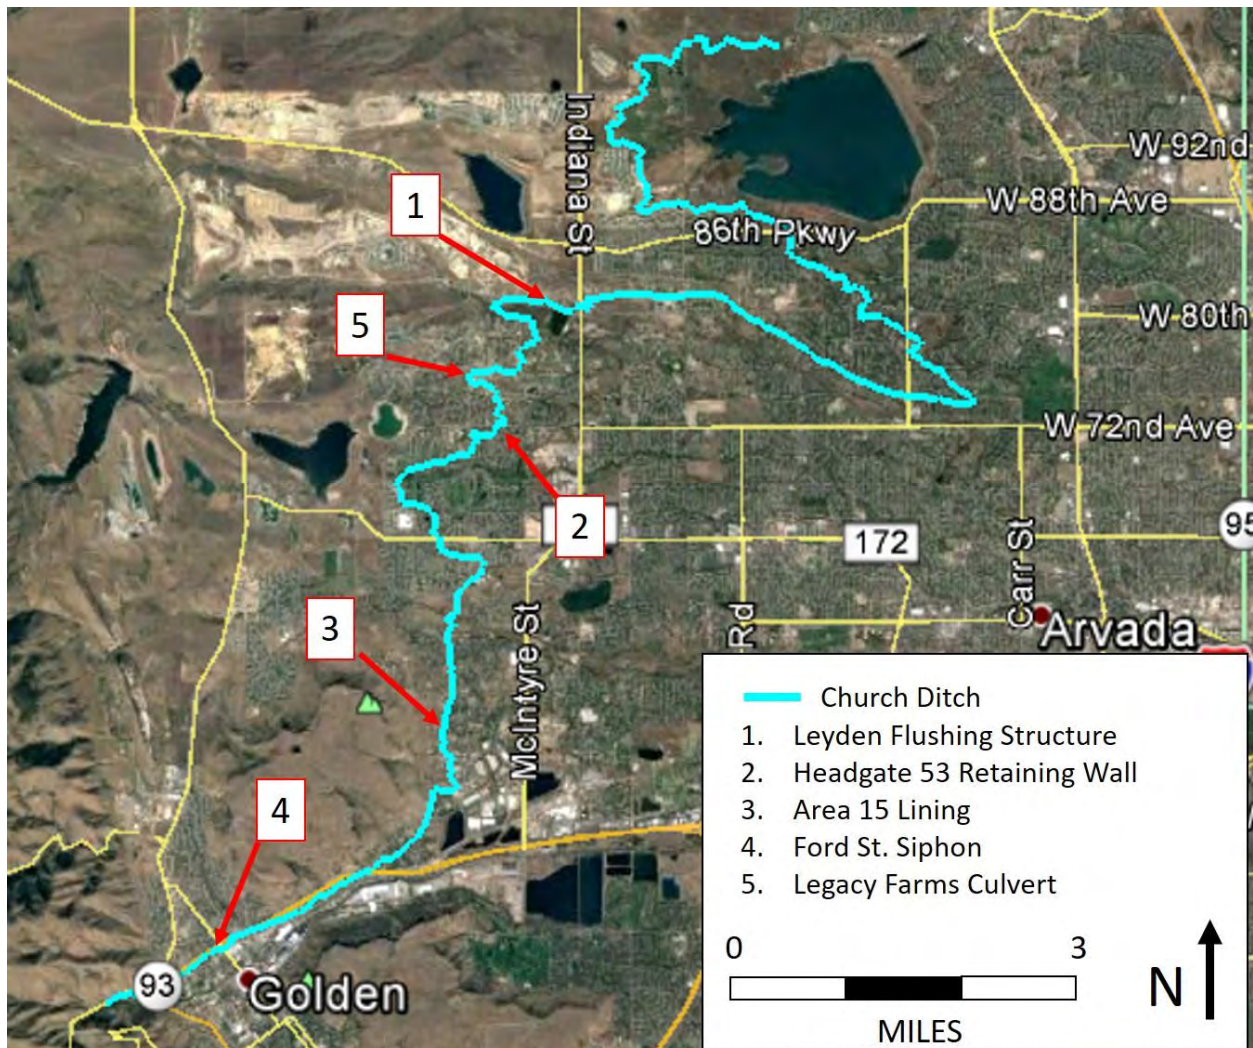 Indiana St
W 92nd
1
W 88th Ave
86th Pkwy
5
W 80th
W 72nd Ave
2
172
95
3
McIntyre St
Rd
Carr St
Arvada
4
93
Golden
Church Ditch
1. Leyden Flushing Structure
2. Headgate 53 Retaining Wall
3. Area 15 Lining
4. Ford St. Siphon
5. Legacy Farms Culvert
0 3
MILES
N